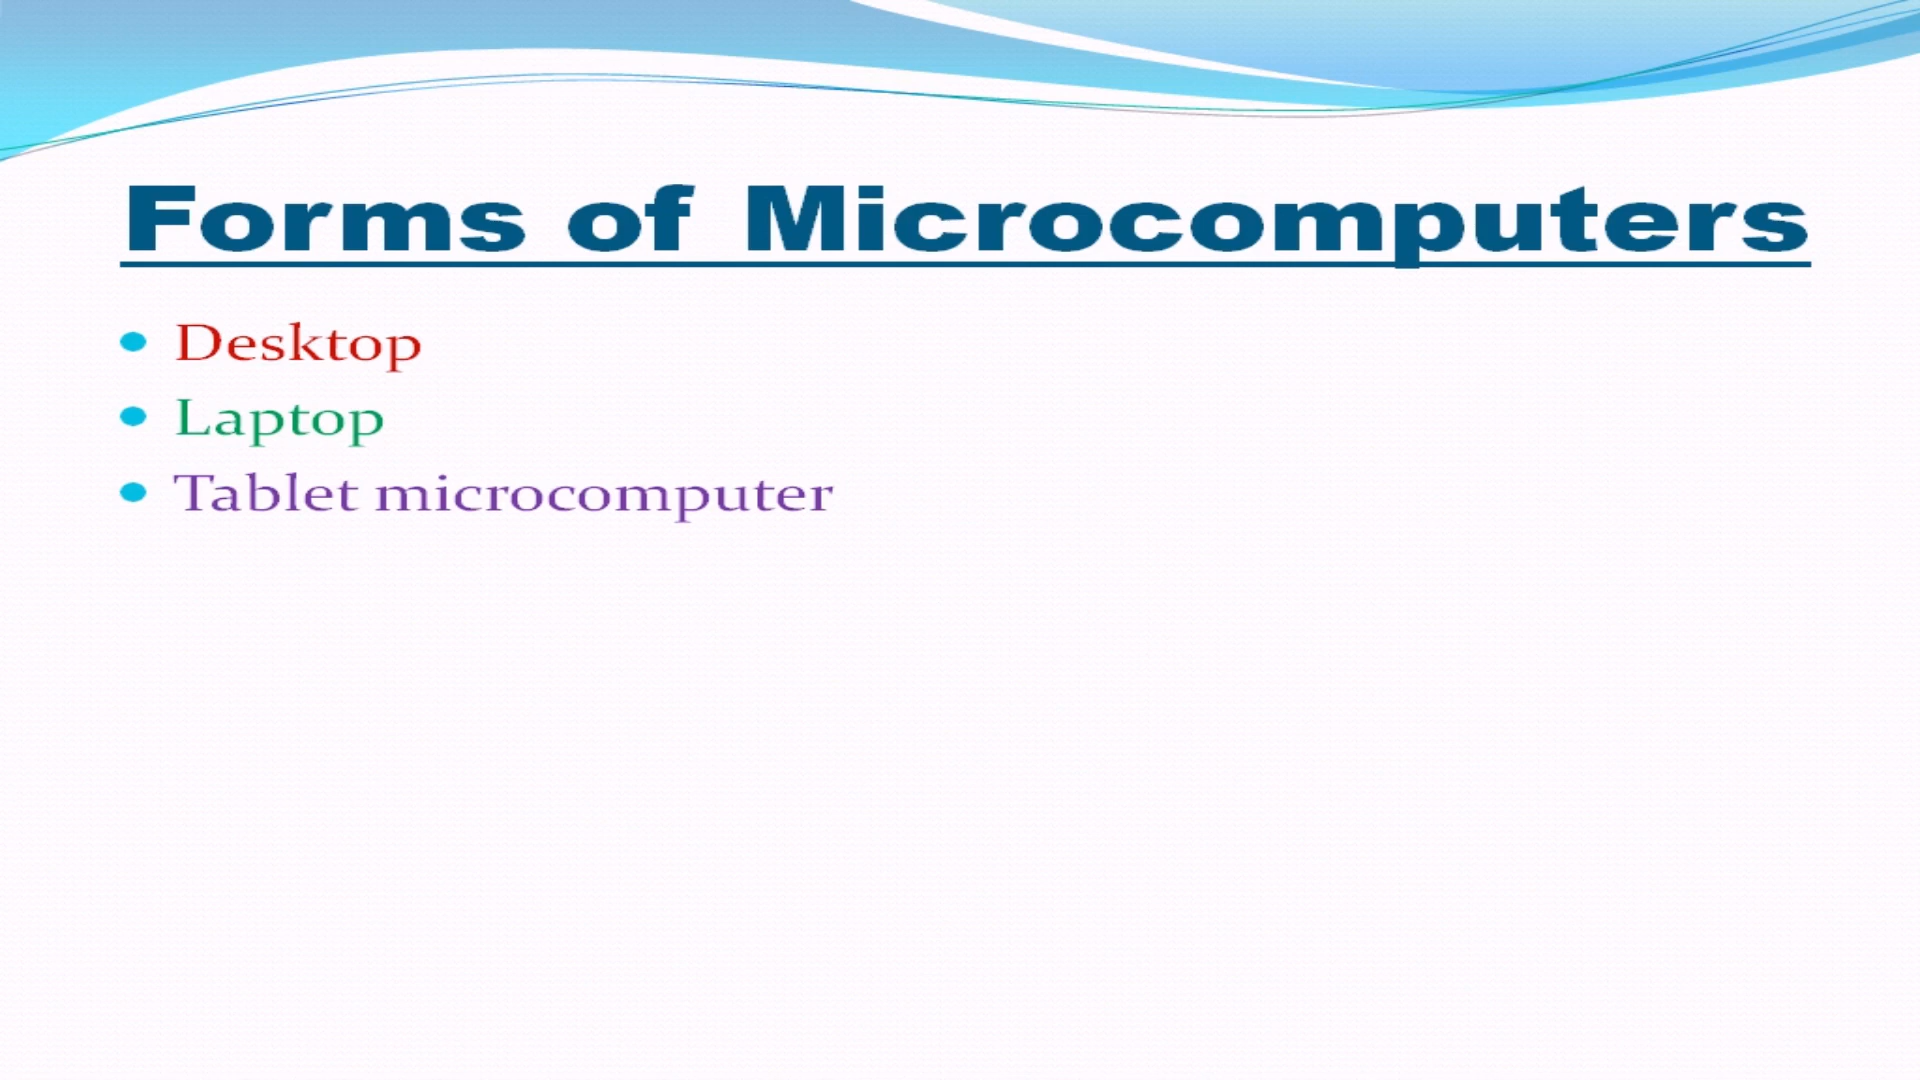 Forms of Microcomputers
• Desktop
• Laptop
• Tablet microcomputer